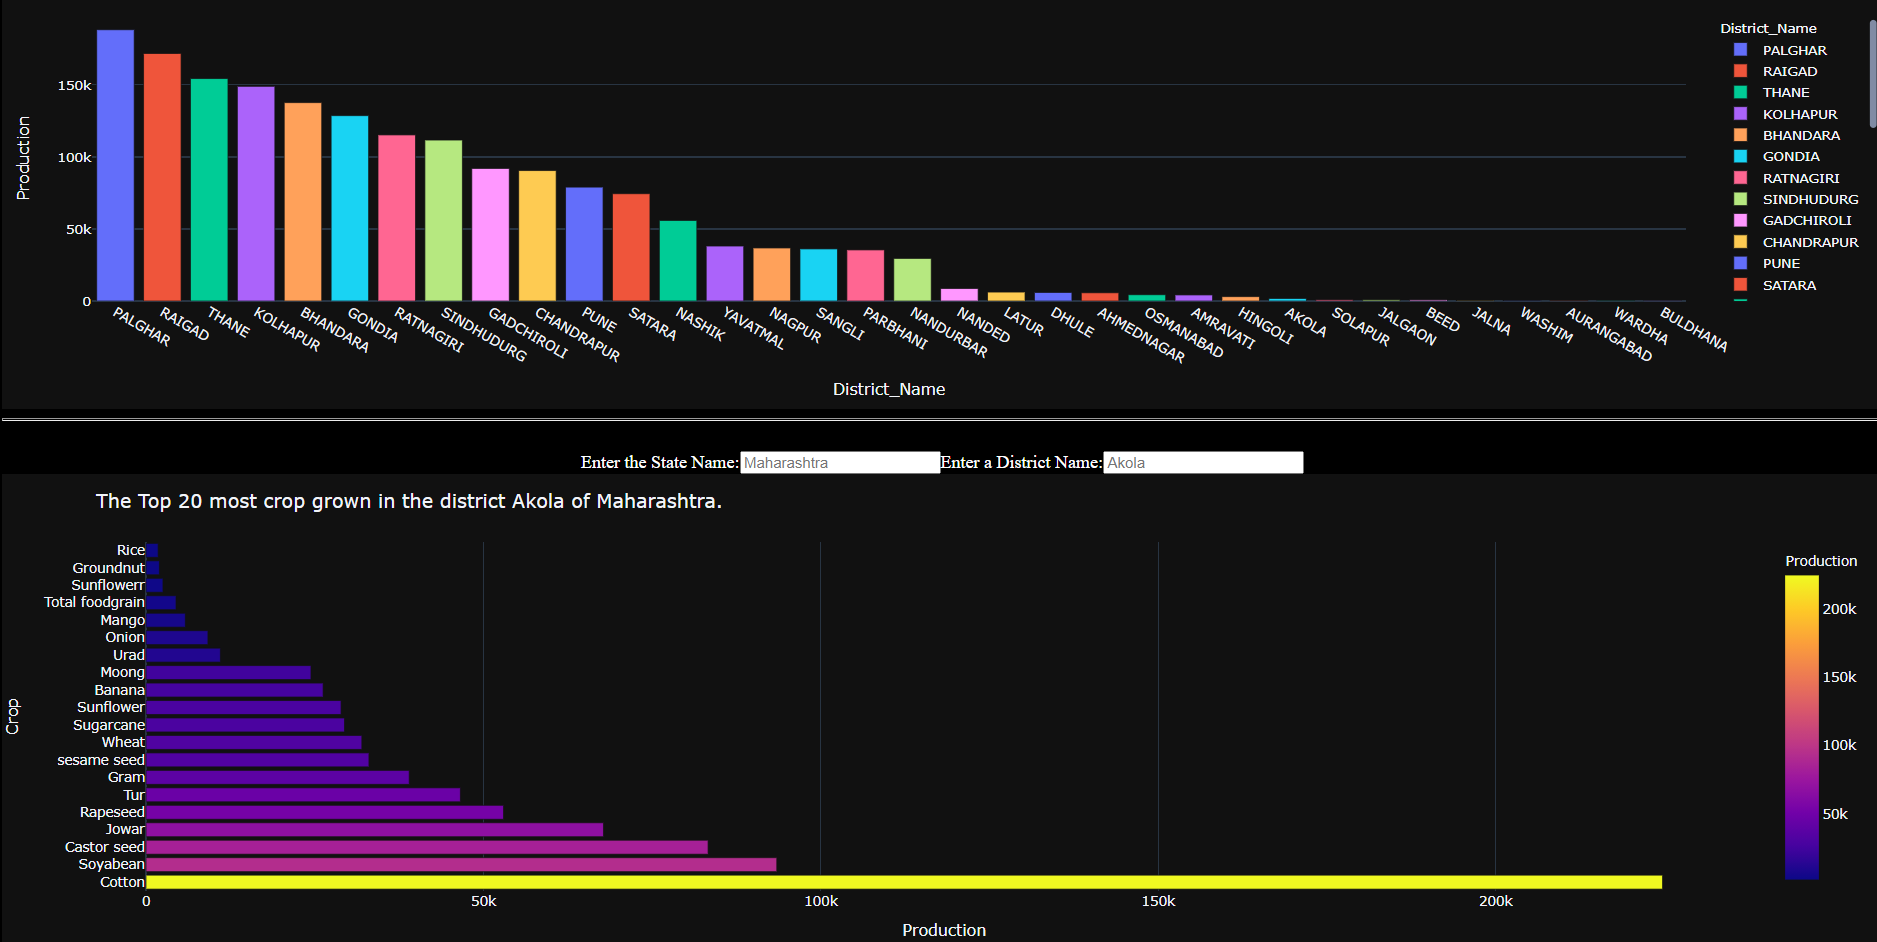 Production
150k
100k
50k
0
PALGHAR
RAIGAD
THANE
KOLHAPUR
BHANDARA
GONDIA
RATNAGIRI
SINDHUDURG
GADCHIROLI
CHANDRAPUR
PUNE
SATARA
NASHIK
YAVATMAL
NAGPUR
SANGLI
PARBHANI
NANDURBAR
NANDED
LATUR
DHULE
AHMEDNAGAR
OSMANABAD
AMRAVATI
HINGOLI
AKOLA
SOLAPUR
JALGAON
BEED
JALNA
WASHIM
AURANGABAD
WARDHA
BULDHANA
District_Name
District_Name
PALGHAR
RAIGAD
THANE
KOLHAPUR
BHANDARA
GONDIA
RATNAGIRI
SINDHUDURG
GADCHIROLI
CHANDRAPUR
PUNE
SATARA
Enter the State Name: Maharashtra Enter a District Name: Akola
The Top 20 most crop grown in the district Akola of Maharashtra.
Crop
Rice
Groundnut
Sunflowerr
Total foodgrain
Mango
Onion
Urad
Moong
Banana
Sunflower
Sugarcane
Wheat
sesame seed
Gram
Tur
Rapeseed
Jowar
Castor seed
Soyabean
Cotton
0 50k 100k 150k 200k
Production
Production
200k
150k
100k
50k